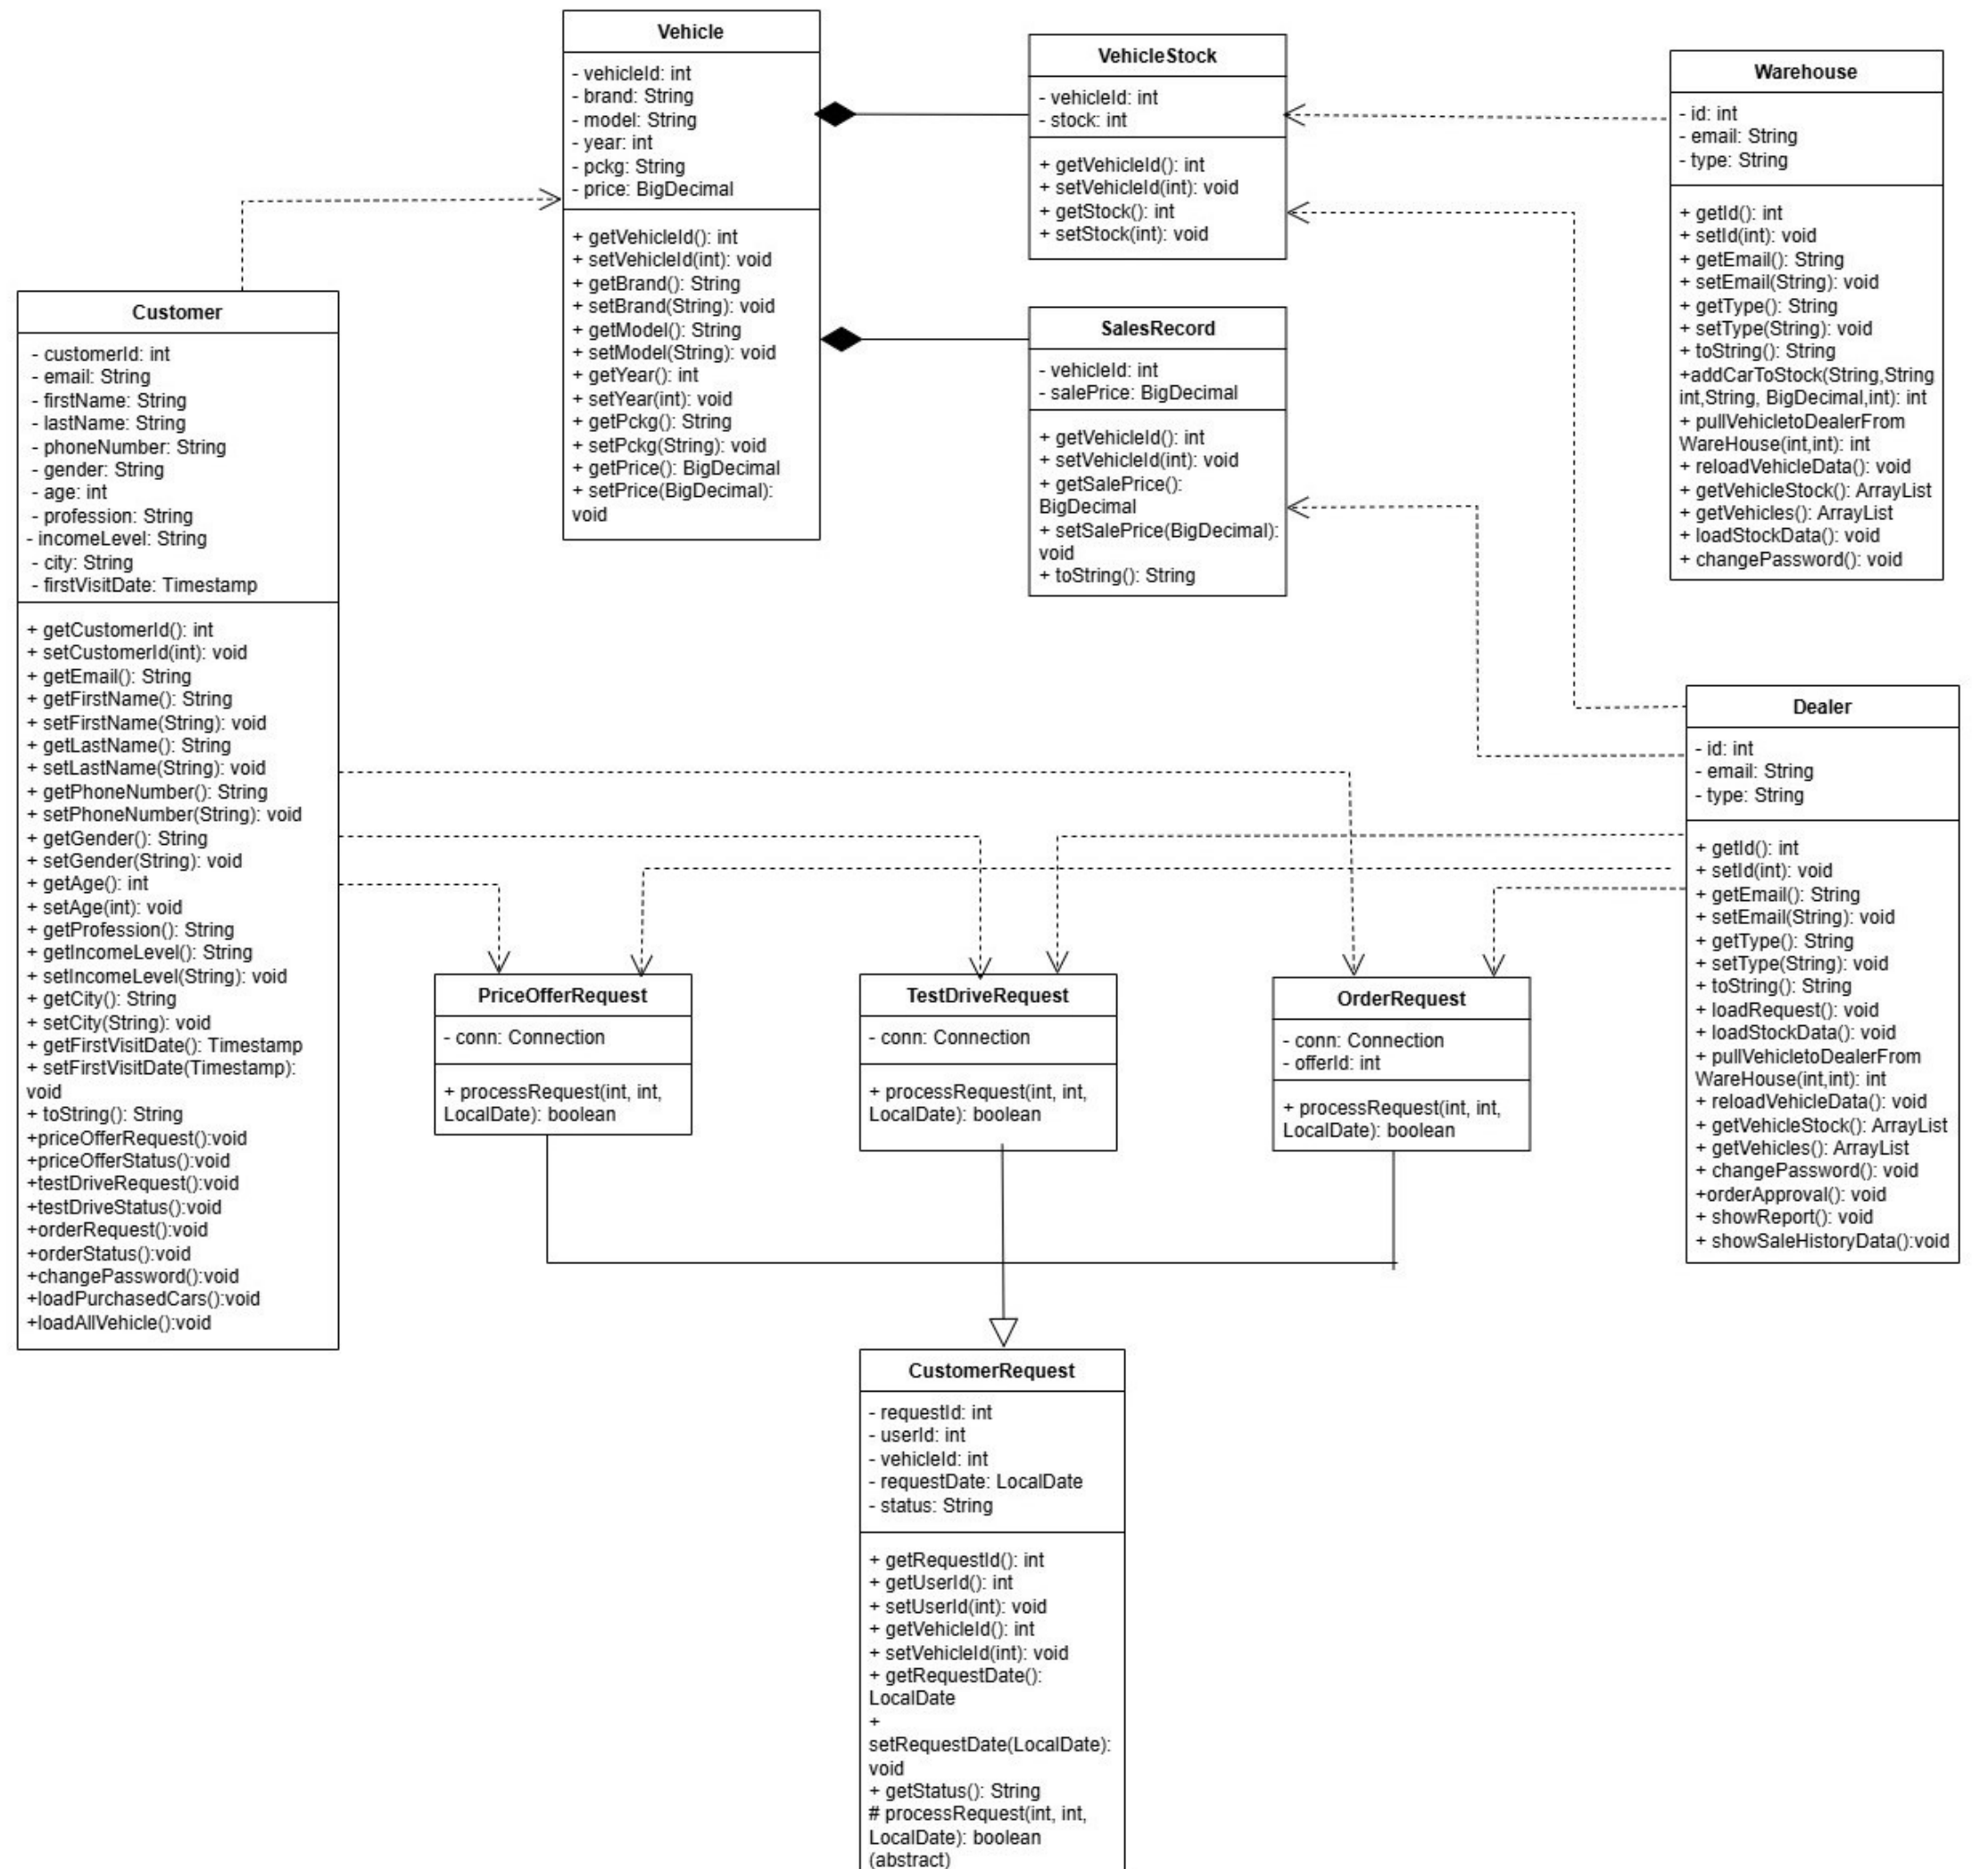 Vehicle
- vehicleId: int
- brand: String
- model: String
- year: int
- pckg: String
- price: BigDecimal
+ getVehicleId(): int
+ setVehicleId(int): void
+ getBrand(): String
+ setBrand(String): void
+ getModel(): String
+ setModel(String): void
+ getYear(): int
+ setYear(int): void
+ getPckg(): String
+ setPckg(String): void
+ getPrice(): BigDecimal
+ setPrice(BigDecimal):
void
VehicleStock
- vehicleId: int
- stock: int
+ getVehicleId(): int
+ setVehicleId(int): void
+ getStock(): int
+ setStock(int): void
Warehouse
- id: int
- email: String
- type: String
+ getId(): int
+ setId(int): void
+ getEmail(): String
+ setEmail(String): void
+ getType(): String
+ setType(String): void
+ toString(): String
+addCarToStock(String,String
int,String, BigDecimal,int): int
+ pullVehicletoDealerFrom
WareHouse(int,int): int
+ reloadVehicleData(): void
+ getVehicleStock(): ArrayList
+ getVehicles(): ArrayList
+ loadStockData(): void
+ changePassword(): void
Customer
- customerId: int
- email: String
- firstName: String
- lastName: String
- phoneNumber: String
- gender: String
- age: int
- profession: String
- incomeLevel: String
- city: String
- firstVisitDate: Timestamp
+ getCustomerId(): int
+ setCustomerId(int): void
+ getEmail(): String
+ getFirstName(): String
+ setFirstName(String): void
+ getLastName(): String
+ setLastName(String): void
+ getPhoneNumber(): String
+ setPhoneNumber(String): void
+ getGender(): String
+ setGender(String): void
+ getAge(): int
+ setAge(int): void
+ getProfession(): String
+ getIncomeLevel(): String
+ setIncomeLevel(String): void
+ getCity(): String
+ setCity(String): void
+ getFirstVisitDate(): Timestamp
+ setFirstVisitDate(Timestamp):
void
+ toString(): String
+priceOfferRequest():void
+priceOfferStatus():void
+testDriveRequest():void
+testDriveStatus():void
+orderRequest():void
+orderStatus():void
+changePassword():void
+loadPurchasedCars():void
+loadAllVehicle():void
SalesRecord
- vehicleId: int
- salePrice: BigDecimal
+ getVehicleId(): int
+ setVehicleId(int): void
+ getSalePrice():
BigDecimal
+ setSalePrice(BigDecimal):
void
+ toString(): String
Dealer
- id: int
- email: String
- type: String
+ getId(): int
+ setId(int): void
+ getEmail(): String
+ setEmail(String): void
+ getType(): String
+ setType(String): void
+ toString(): String
+ loadRequest(): void
+ loadStockData(): void
+ pullVehicletoDealerFrom
WareHouse(int,int): int
+ reloadVehicleData(): void
+ getVehicleStock(): ArrayList
+ getVehicles(): ArrayList
+ changePassword(): void
+orderApproval(): void
+ showReport(): void
+ showSaleHistoryData():void
PriceOfferRequest
- conn: Connection
+ processRequest(int, int,
LocalDate): boolean
TestDriveRequest
- conn: Connection
+ processRequest(int, int,
LocalDate): boolean
OrderRequest
- conn: Connection
- offerId: int
+ processRequest(int, int,
LocalDate): boolean
CustomerRequest
- requestId: int
- userId: int
- vehicleId: int
- requestDate: LocalDate
- status: String
+ getRequestId(): int
+ getUserId(): int
+ setUserId(int): void
+ getVehicleId(): int
+ setVehicleId(int): void
+ getRequestDate():
LocalDate
+
setRequestDate(LocalDate):
void
+ getStatus(): String
# processRequest(int, int,
LocalDate): boolean
(abstract)